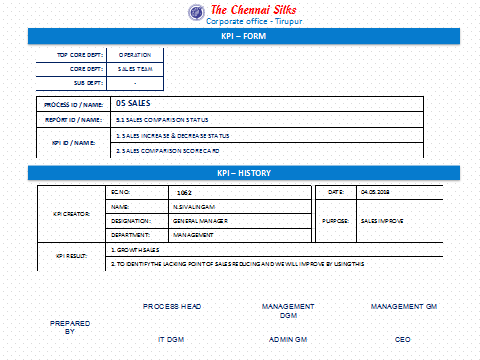 The Chennai Silks
Corporate office - Tirupur
KPI – FORM
TOP CORE DEPT: OPERATION
CORE DEPT: SALES TEAM
SUB DEPT: -
PROCESS ID / NAME: 05 SALES
REPORT ID / NAME: 5.1 SALES COMPARISON STATUS
KPI ID / NAME: 1. SALES INCREASE & DECREASE STATUS
2. SALES COMPARISON SCORECARD
KPI – HISTORY
KPI CREATOR: EC.NO: 1062 DATE: 04.05.2018
NAME: N.SIVALINGAM PURPOSE: SALES IMPROVE
DESIGNATION: GENERAL MANAGER
DEPARTMENT: MANAGEMENT
KPI RESULT: 1. GROWTH SALES
2. TO IDENTIFY THE LACKING POINT OF SALES REDUCING AND WE WILL IMPROVE BY USING THIS
PREPARED BY
PROCESS HEAD MANAGEMENT DGM MANAGEMENT GM
IT DGM ADMIN GM CEO